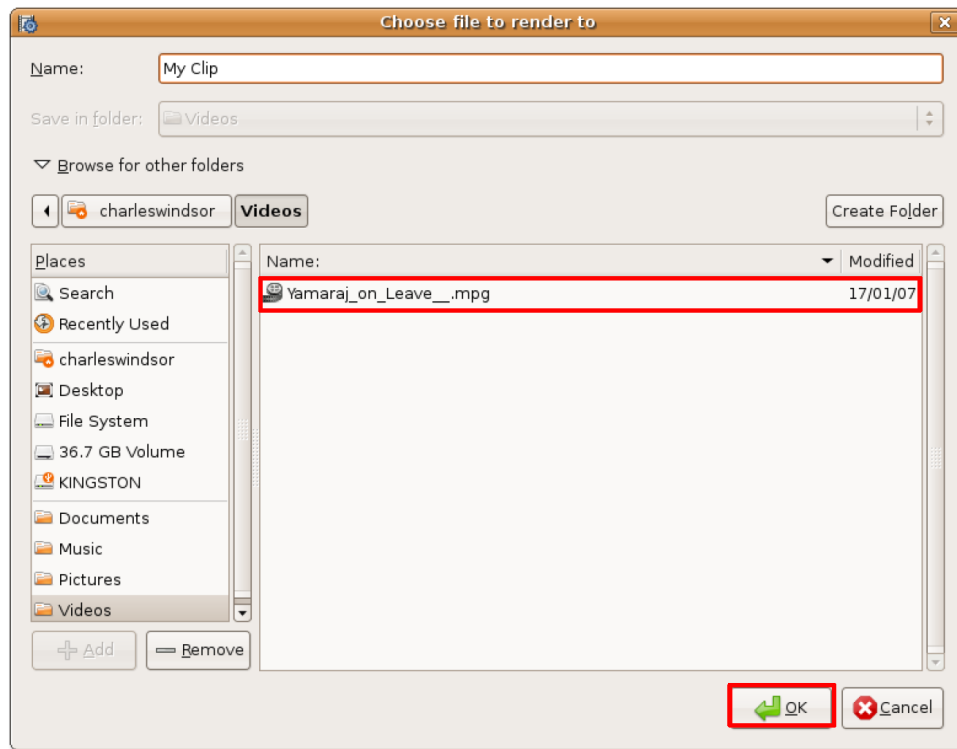 Choose file to render to
Name: My Clip
Save in folder: Videos
Browse for other folders
charleswindsor Videos Create Folder
Places
Search
Recently Used
charleswindsor
Desktop
File System
36.7 GB Volume
KINGSTON
Documents
Music
Pictures
Videos
Add Remove
Name: Modified
Yamaraj_on_Leave__.mpg 17/01/07
OK Cancel